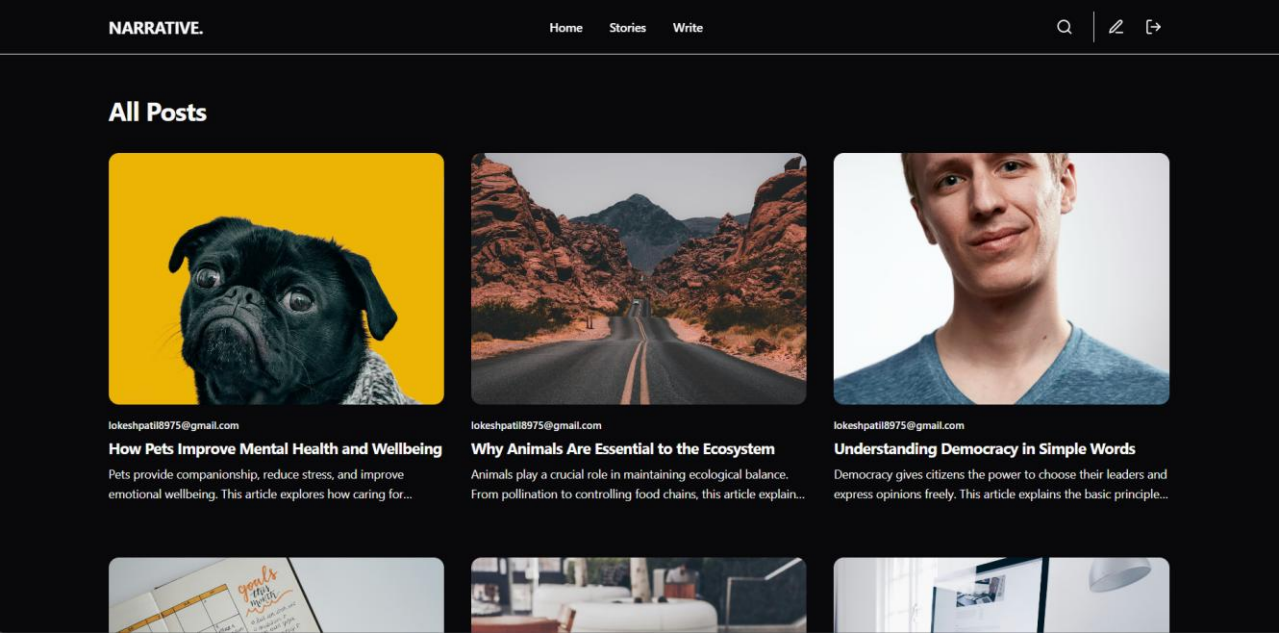 NARRATIVE.
Home
Stories
Write
All Posts
lokeshpatil8975@gmail.com
How Pets Improve Mental Health and Wellbeing
Pets provide companionship, reduce stress, and improve
emotional wellbeing. This article explores how caring for...
lokeshpatil8975@gmail.com
Why Animals Are Essential to the Ecosystem
Animals play a crucial role in maintaining ecological balance.
From pollination to controlling food chains, this article explain...
lokeshpatil8975@gmail.com
Understanding Democracy in Simple Words
Democracy gives citizens the power to choose their leaders and
express opinions freely. This article explains the basic principle...
goals
this
month